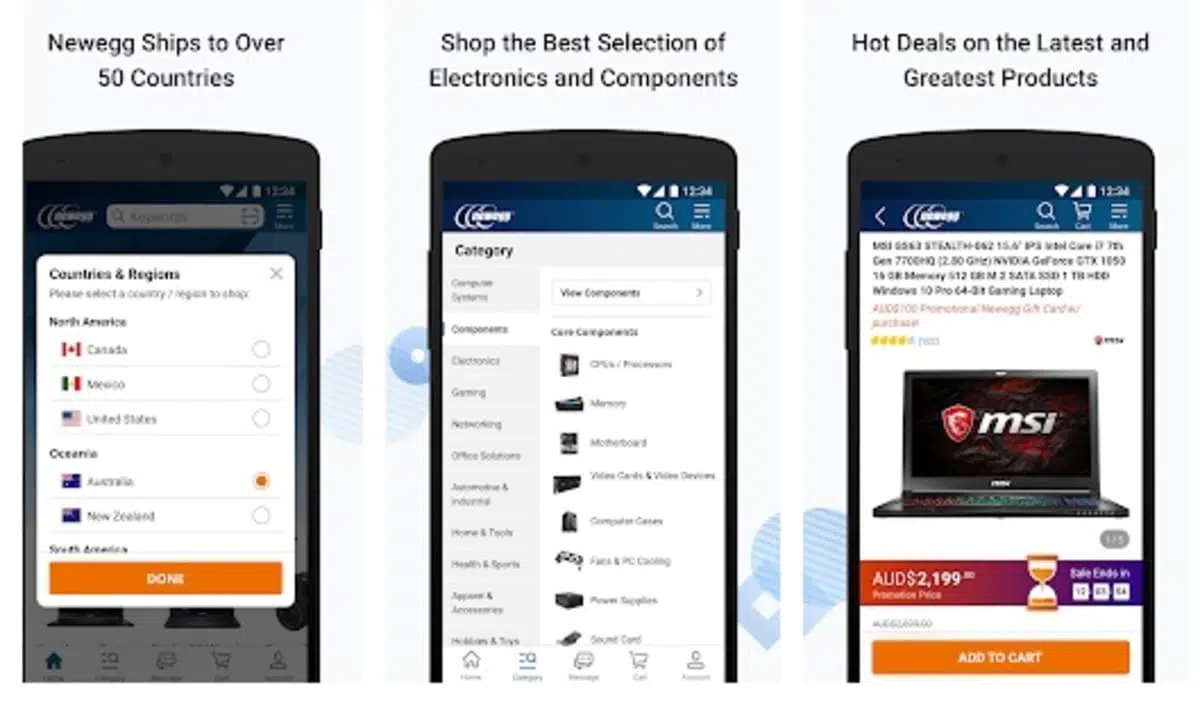 Newegg Ships to Over
50 Countries
12:34
newegg
Keywords
More
Countries & Regions
Please select a country / region to shop:
North America
Canada
Mexico
United States
Oceania
Australia
New Zealand
South America
DONE
Home
Category
Message
Cart
Account
Shop the Best Selection of
Electronics and Components
12:34
newegg
Search
More
Category
Computer
Systems
Components
Electronics
Gaming
Networking
Office Solutions
Automotive &
Industrial
Home & Tools
Health & Sports
Apparel &
Accessories
Hobbies & Toys
View Components
Core Components
CPUs / Processors
Memory
Motherboard
Video Cards & Video Devices
Computer Cases
Fans & PC Cooling
Power Supplies
Sound Card
Home
Category
Message
Cart
Account
Hot Deals on the Latest and
Greatest Products
12:34
newegg
Search
Cart
More
MSI GS63 STEALTH-062 15.6" IPS Intel Core i7 7th
Gen 7700HQ (2.80 GHz) NVIDIA GeForce GTX 1050
16 GB Memory 512 GB M.2 SATA SSD 1 TB HDD
Windows 10 Pro 64-Bit Gaming Laptop
AUD$100 Promotional Newegg Gift Card w/
purchase!
msi
msi
msi
1 / 5
AUD$2,199.00
Promotion Price
Sale Ends in
AUD$2,699.00
ADD TO CART